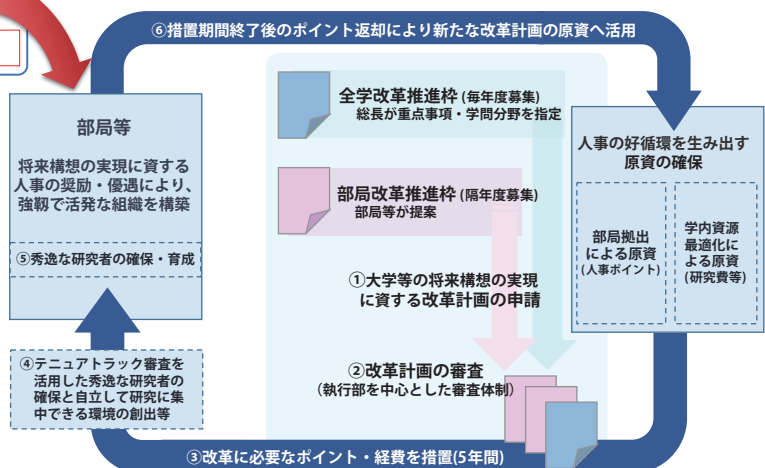 ⑥措置期間終了後のポイント返却により新たな改革計画の原資へ活用
部局等
将来構想の実現に資する
人事の奨励・優遇により、
強靭で活発な組織を構築
⑤秀逸な研究者の確保・育成
④テニュアトラック審査を
活用した秀逸な研究者の
確保と自立して研究に集
中できる環境の創出等
全学改革推進枠 (毎年度募集)
総長が重点事項・学問分野を指定
部局改革推進枠 (隔年度募集)
部局等が提案
①大学等の将来構想の実現
に資する改革計画の申請
②改革計画の審査
（執行部を中心とした審査体制）
人事の好循環を生み出す
原資の確保
部局拠出
による原資
(人事ポイント)
学内資源
最適化に
よる原資
(研究費等)
③改革に必要なポイント・経費を措置(5年間)